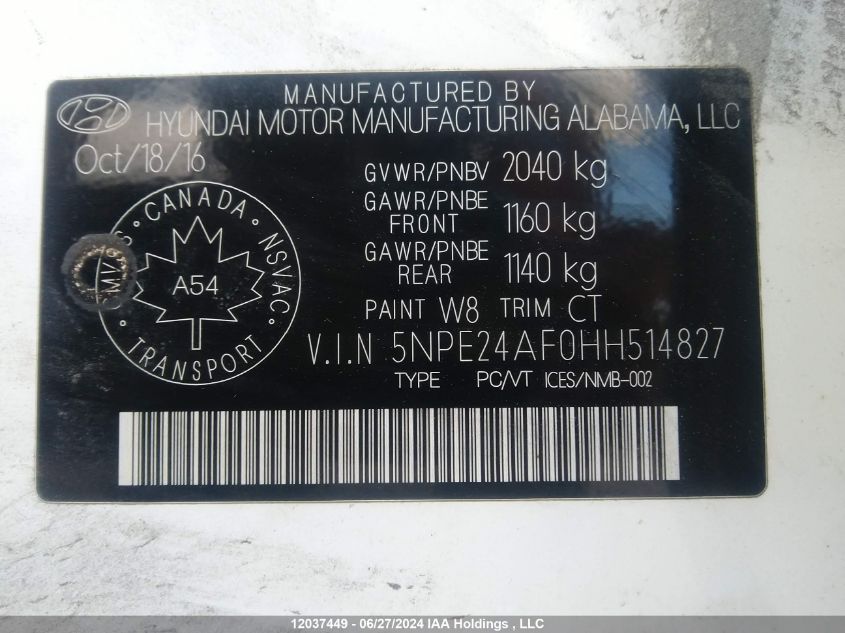 MANUFACTURED BY
HYUNDAI MOTOR MANUFACTURING ALABAMA, LLC
Oct/18/16
GVWR/PNBV 2040 kg
GAWR/PNBE FRONT 1160 kg
GAWR/PNBE REAR 1140 kg
PAINT W8 TRIM CT
V.I.N 5NPE24AF0HH514827
TYPE PC/VT ICES/NMB-002
CANADA
NSVAC
TRANSPORT
A54
12037449 - 06/27/2024 IAA Holdings , LLC